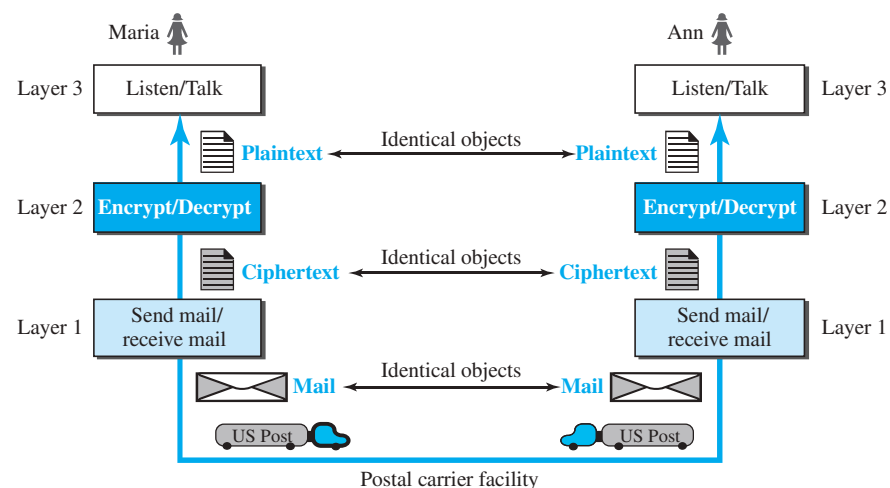 Maria
Ann
Layer 3
Listen/Talk
Listen/Talk
Layer 3
Plaintext
Identical objects
Plaintext
Layer 2
Encrypt/Decrypt
Encrypt/Decrypt
Layer 2
Ciphertext
Identical objects
Ciphertext
Layer 1
Send mail/
receive mail
Send mail/
receive mail
Layer 1
Mail
Identical objects
Mail
US Post
US Post
Postal carrier facility